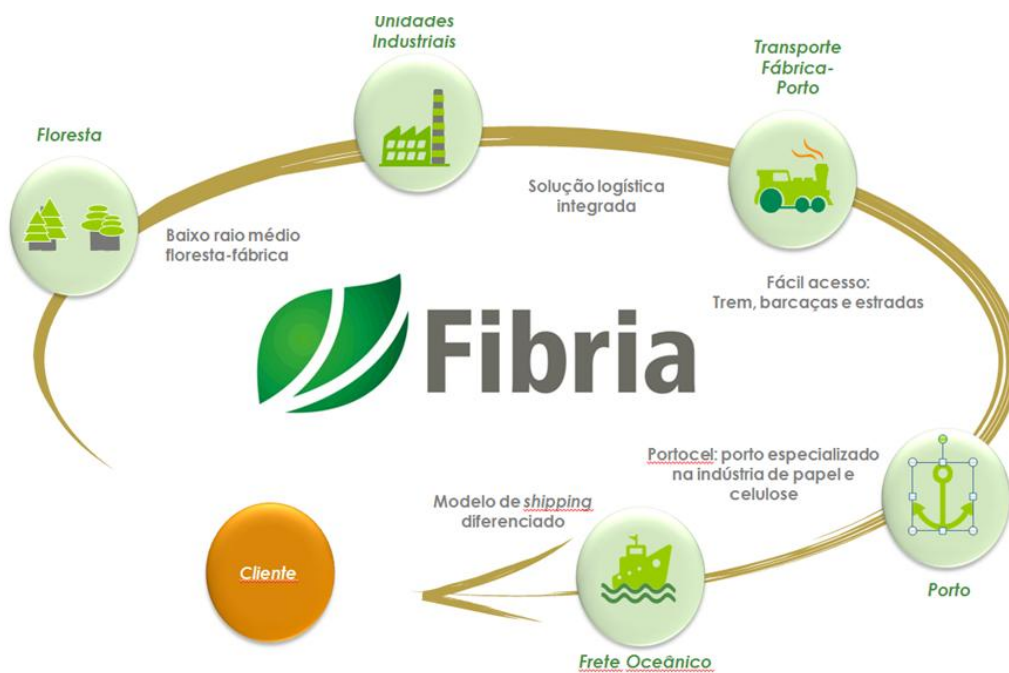 Unidades
Industriais
Transporte
Fábrica-
Porto
Floresta
Solução logística
integrada
Baixo raio médio
floresta-fábrica
Fácil acesso:
Trem, barcaças e estradas
Fibria
Portocel: porto especializado
na indústria de papel e
celulose
Modelo de shipping
diferenciado
Cliente
Porto
Frete Oceânico